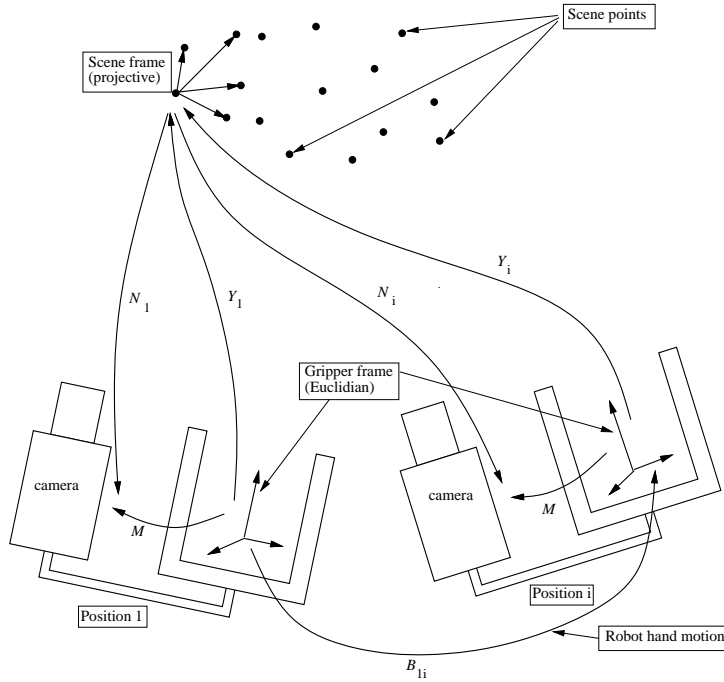 Scene points
Scene frame
(projective)
N1
Y1
Ni
Yi
Gripper frame
(Euclidian)
camera
camera
M
M
Position 1
Position i
Robot hand motion
B1i